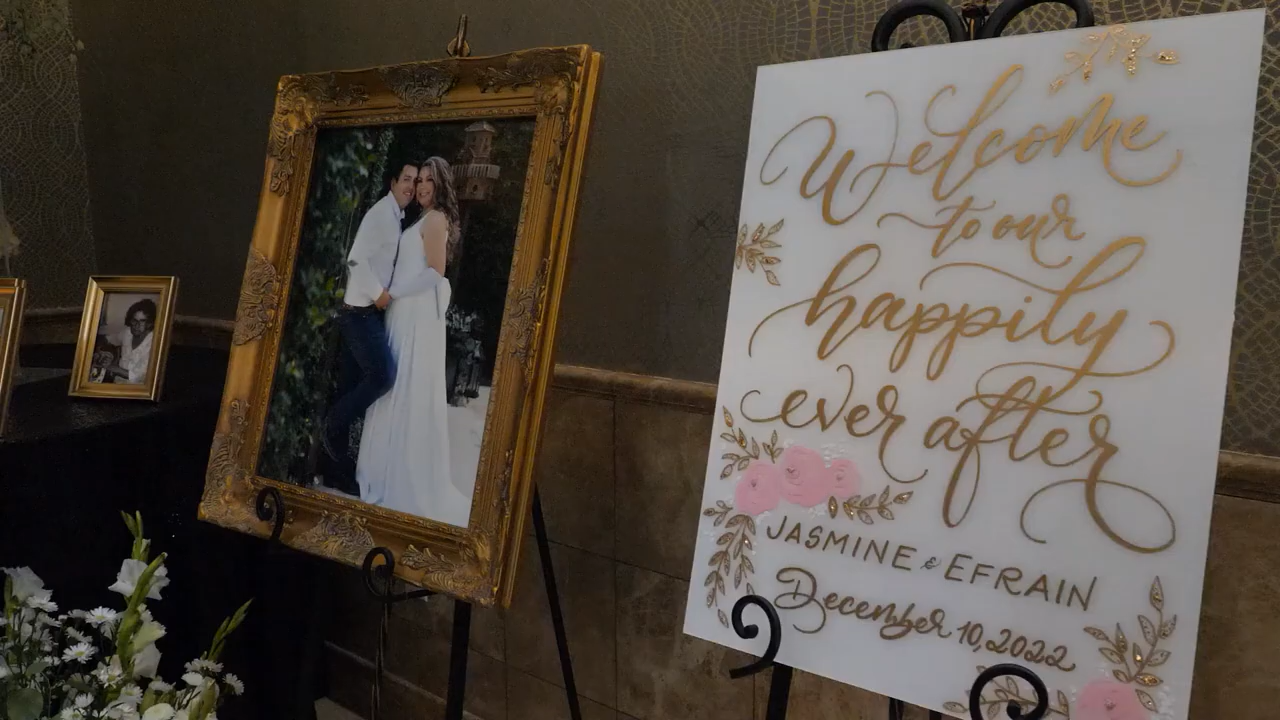 Welcome
to our
happily
ever after
JASMINE & EFRAIN
December 10, 2022